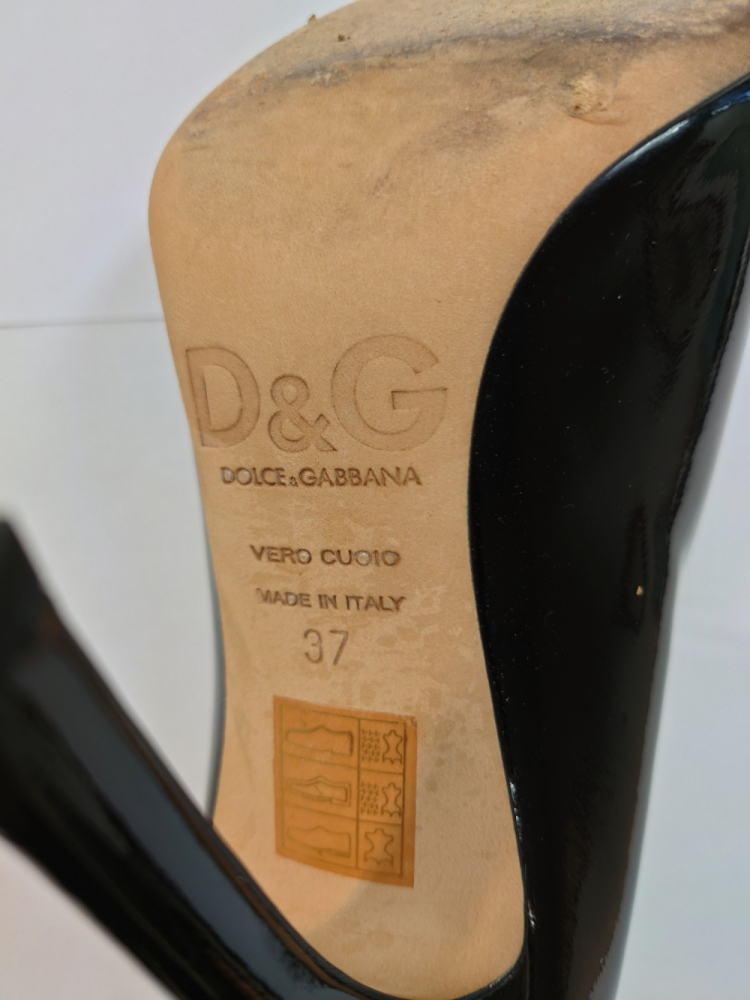 D&G
DOLCE&GABBANA
VERO CUOIO
MADE IN ITALY
37